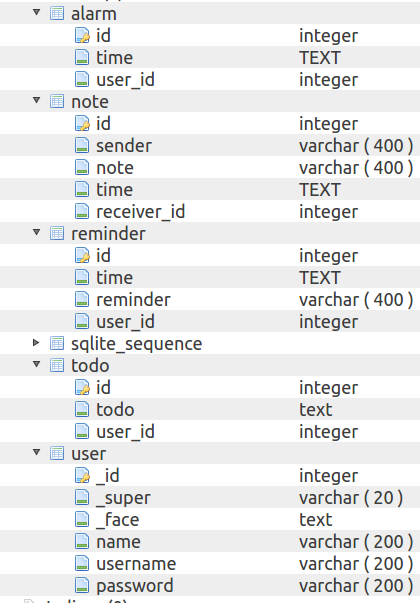 alarm
id integer
time TEXT
user_id integer
note
id integer
sender varchar ( 400 )
note varchar ( 400 )
time TEXT
receiver_id integer
reminder
id integer
time TEXT
reminder varchar ( 400 )
user_id integer
sqlite_sequence
todo
id integer
todo text
user_id integer
user
_id integer
_super varchar ( 20 )
_face text
name varchar ( 200 )
username varchar ( 200 )
password varchar ( 200 )